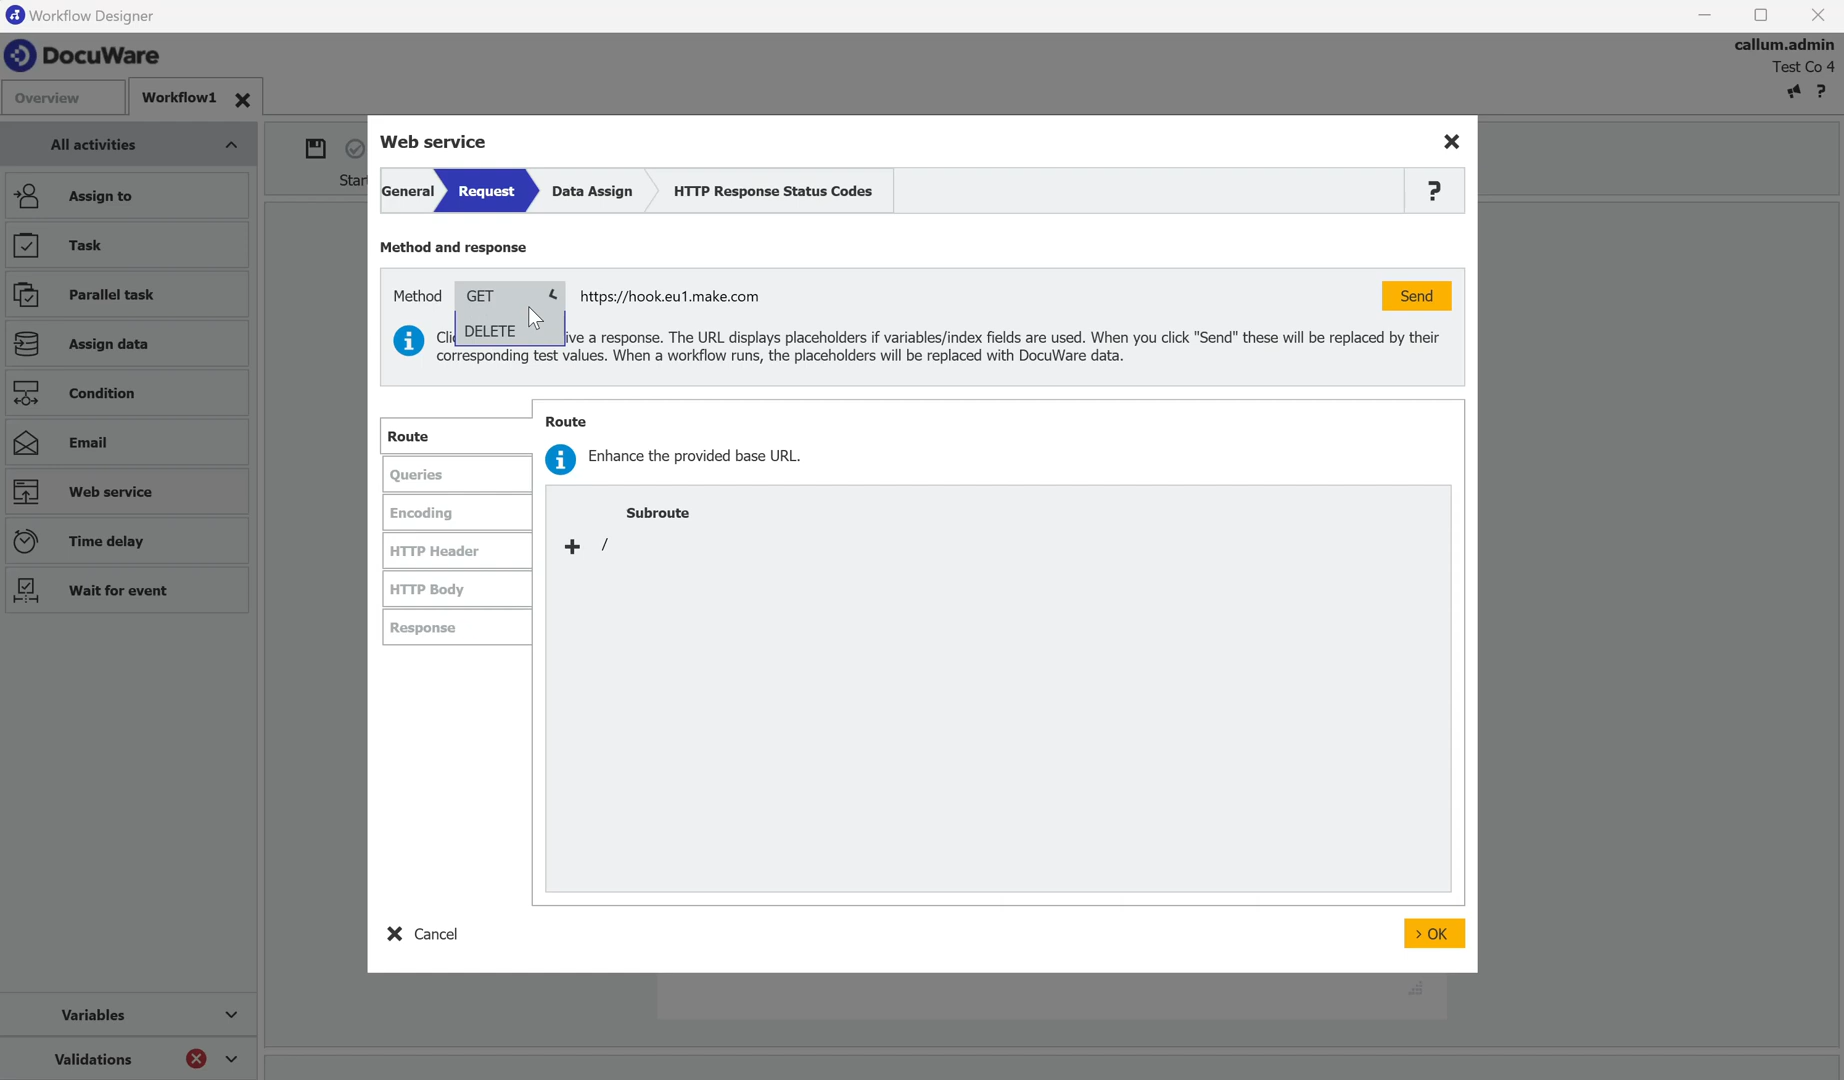 Workflow Designer
DocuWare
callum.admin
Test Co 4
?
Overview
Workflow1
All activities
Assign to
Task
Parallel task
Assign data
Condition
Email
Web service
Time delay
Wait for event
Variables
Validations
Start
Web service
General
Request
Data Assign
HTTP Response Status Codes
?
Method and response
Method
GET
https://hook.eu1.make.com
Send
DELETE
ive a response. The URL displays placeholders if variables/index fields are used. When you click "Send" these will be replaced by their
corresponding test values. When a workflow runs, the placeholders will be replaced with DocuWare data.
Route
Queries
Encoding
HTTP Header
HTTP Body
Response
Route
Enhance the provided base URL.
Subroute
/
Cancel
> OK